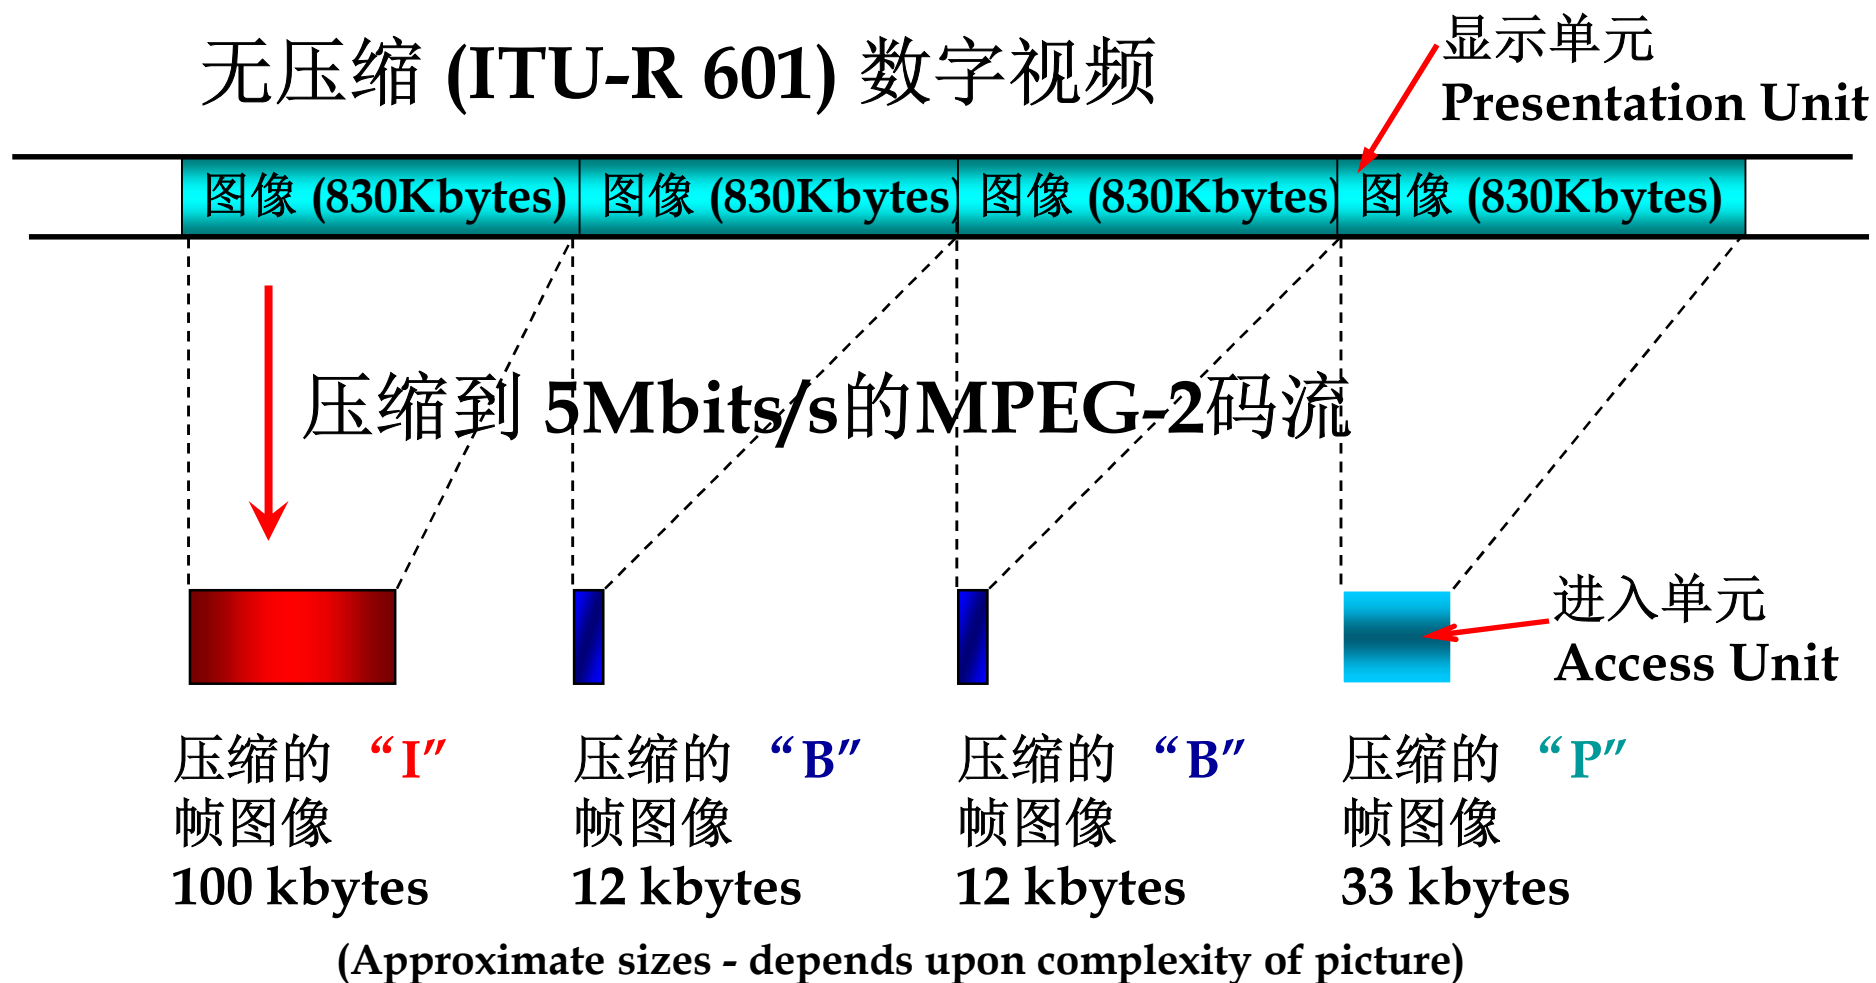 无压缩 (ITU-R 601) 数字视频
显示单元
Presentation Unit
图像 (830Kbytes)
图像 (830Kbytes)
图像 (830Kbytes)
图像 (830Kbytes)
压缩到 5Mbits/s的MPEG-2码流
进入单元
Access Unit
压缩的 “I”
帧图像
100 kbytes
压缩的 “B”
帧图像
12 kbytes
压缩的 “B”
帧图像
12 kbytes
压缩的 “P”
帧图像
33 kbytes
(Approximate sizes - depends upon complexity of picture)